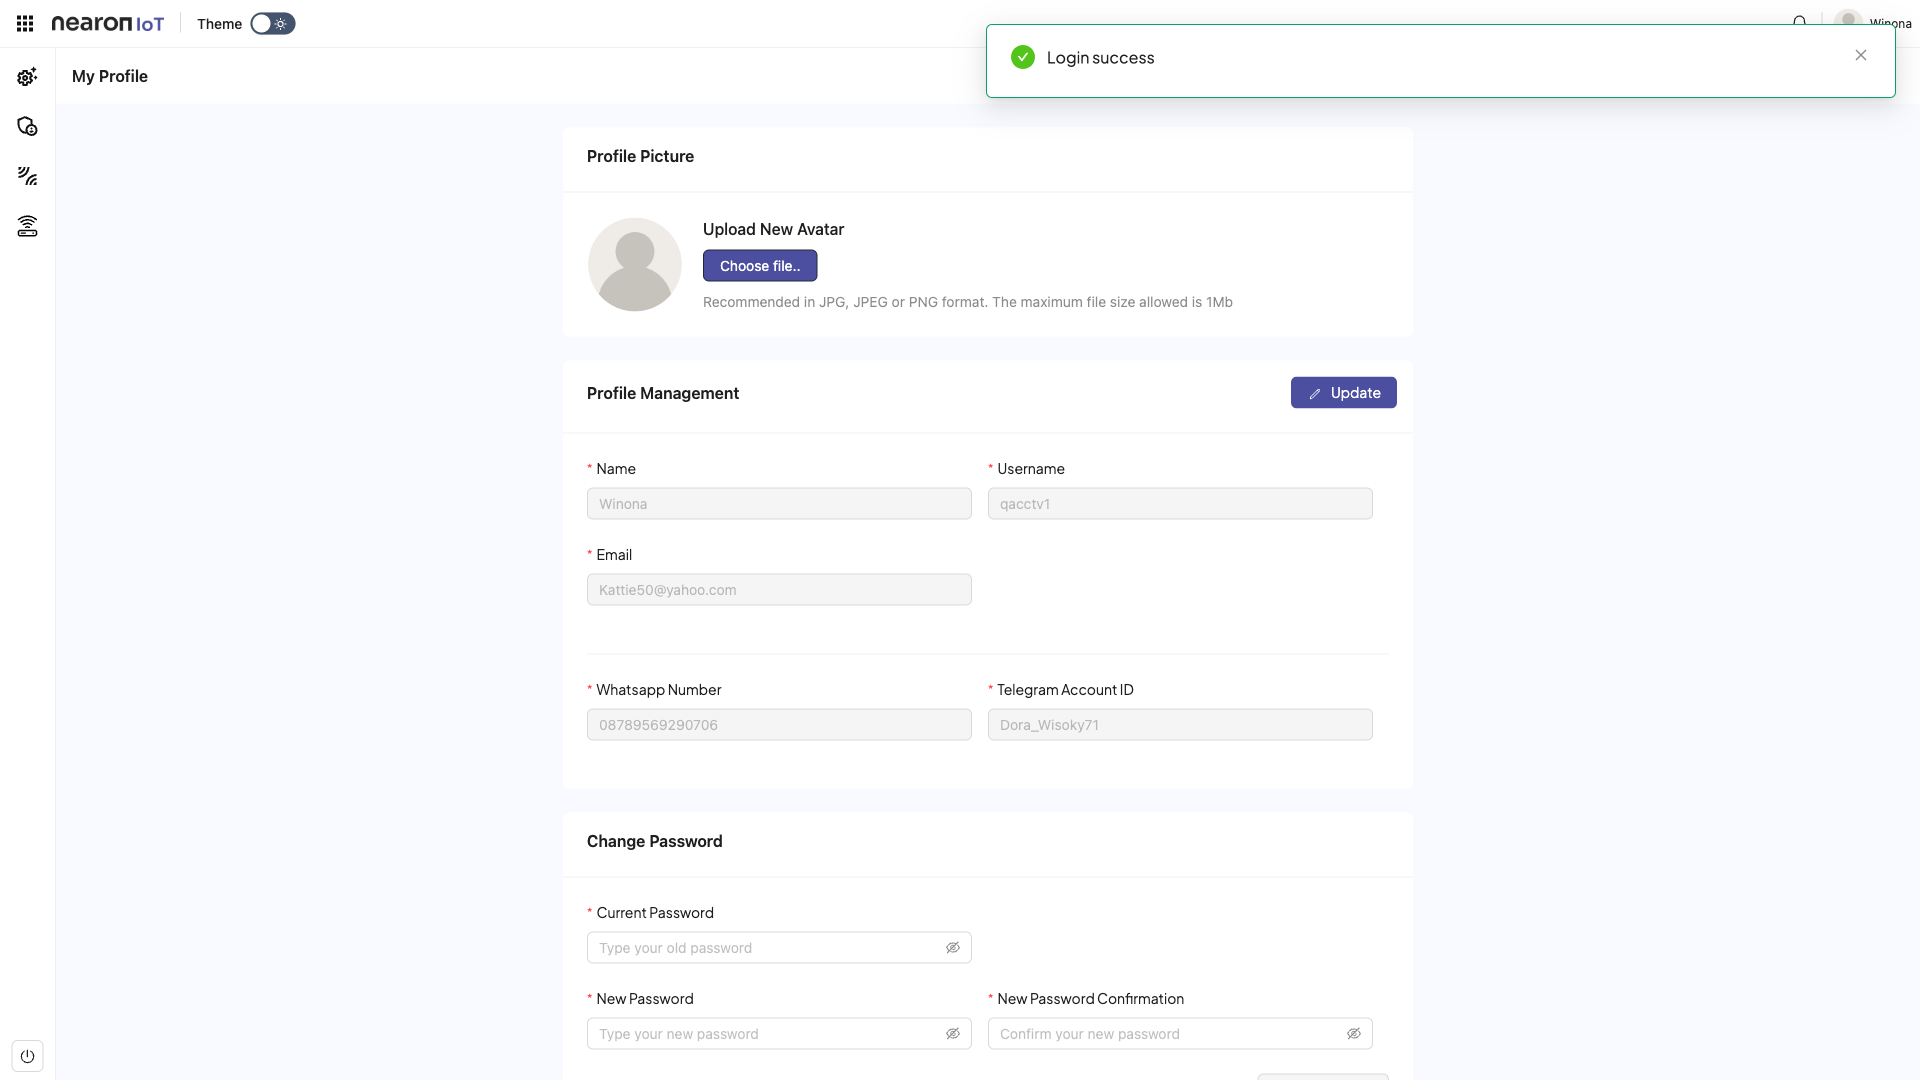 nearon IoT
Theme
Winona
Login success
My Profile
Profile Picture
Upload New Avatar
Choose file..
Recommended in JPG, JPEG or PNG format. The maximum file size allowed is 1Mb
Profile Management
Update
* Name
* Username
Winona
qacctv1
* Email
Kattie50@yahoo.com
* Whatsapp Number
* Telegram Account ID
08789569290706
Dora_Wisoky71
Change Password
* Current Password
Type your old password
* New Password
* New Password Confirmation
Type your new password
Confirm your new password